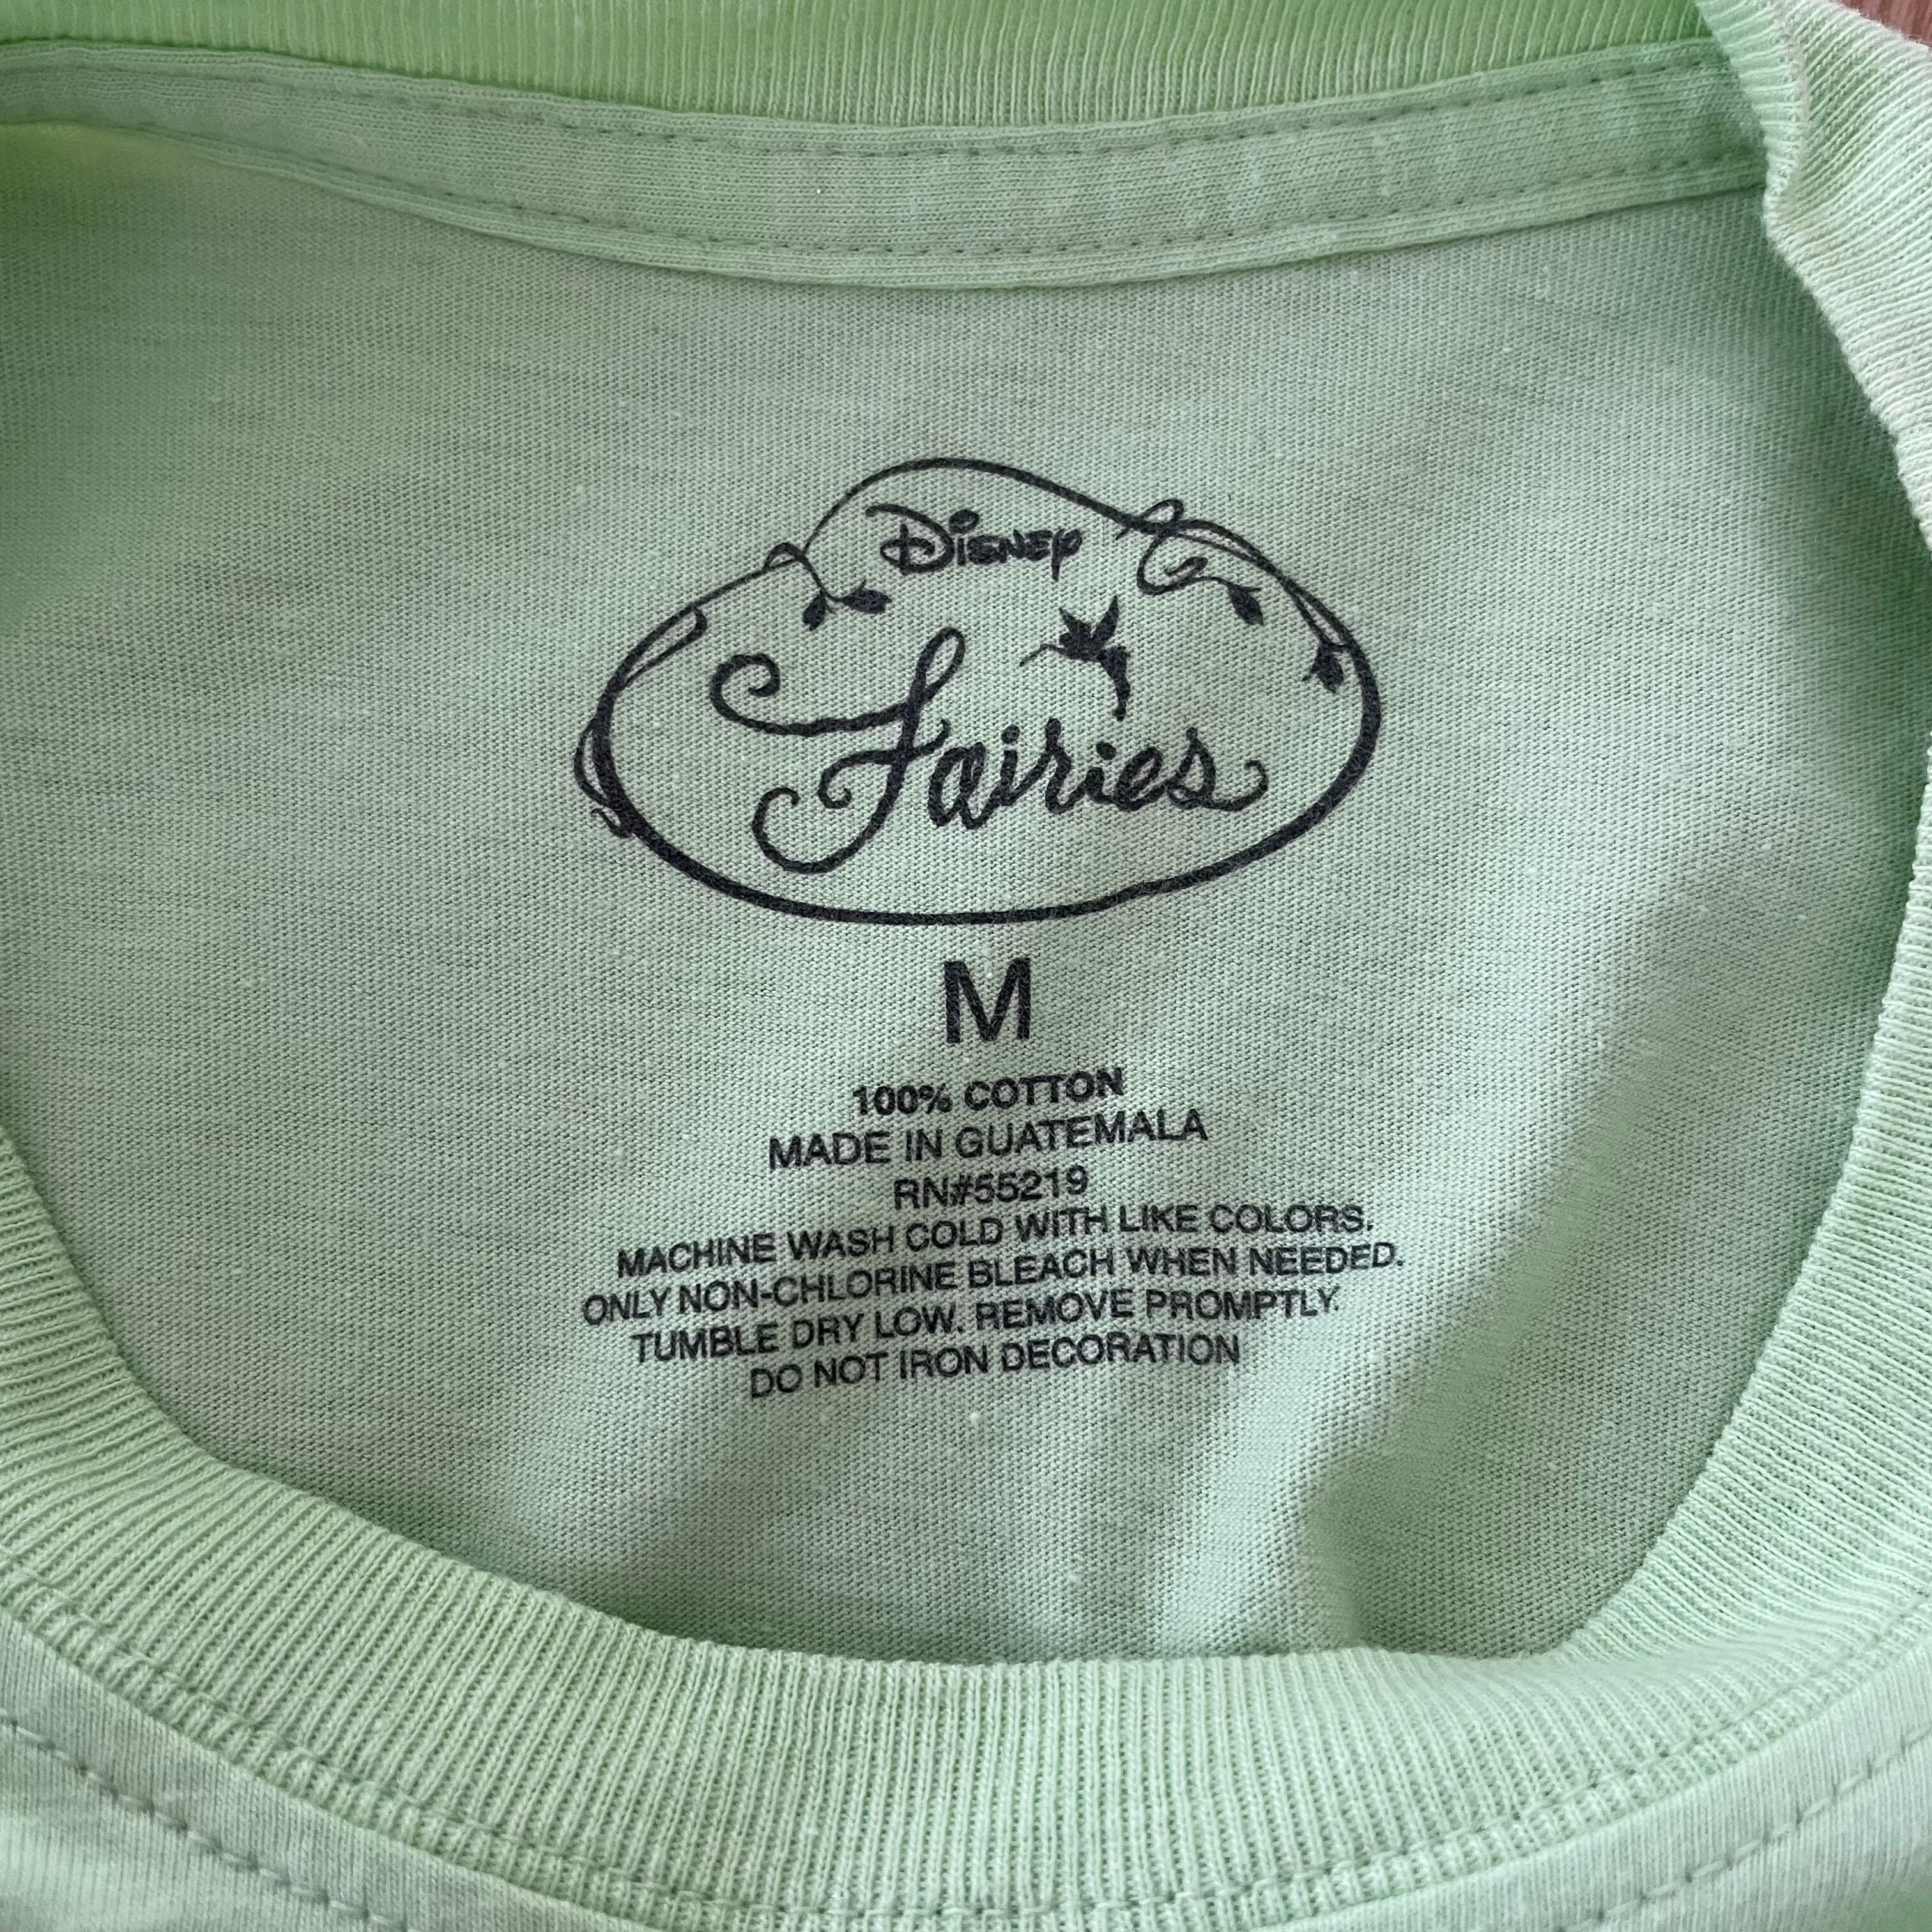 Disney
Fairies
M
100% COTTON
MADE IN GUATEMALA
RN#55219
MACHINE WASH COLD WITH LIKE COLORS.
ONLY NON-CHLORINE BLEACH WHEN NEEDED.
TUMBLE DRY LOW. REMOVE PROMPTLY.
DO NOT IRON DECORATION